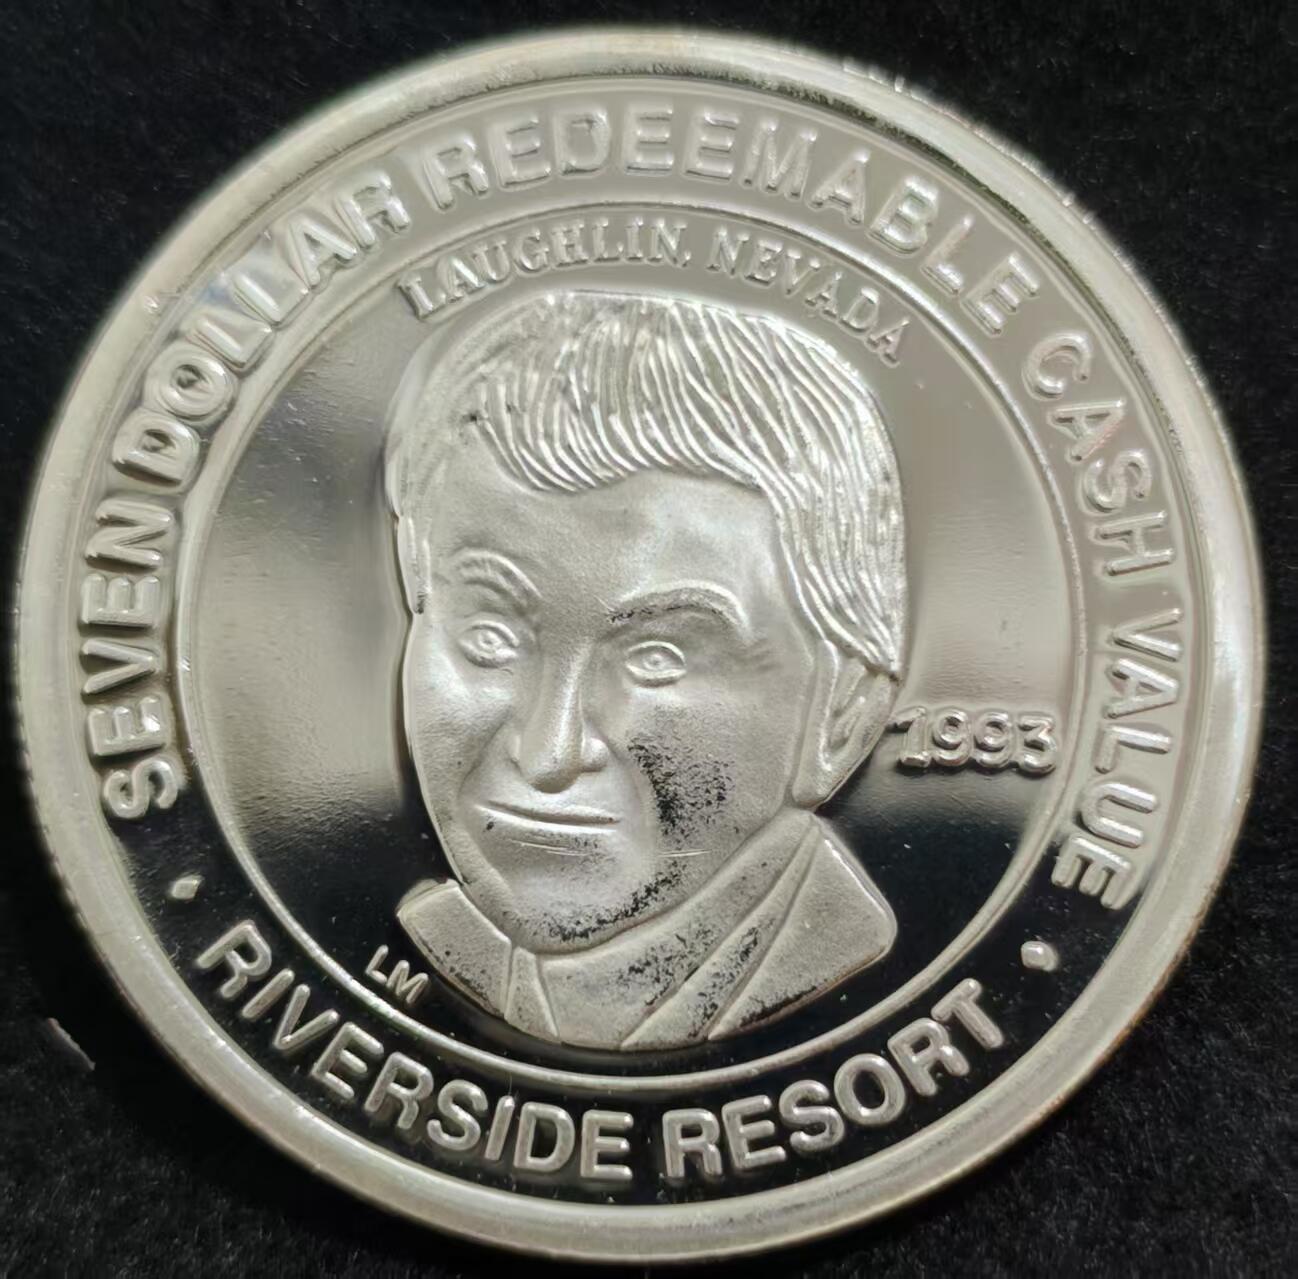 SEVEN DOLLAR REDEEMABLE CASH VALUE
LAUGHLIN, NEVADA
1993
LM
• RIVERSIDE RESORT •